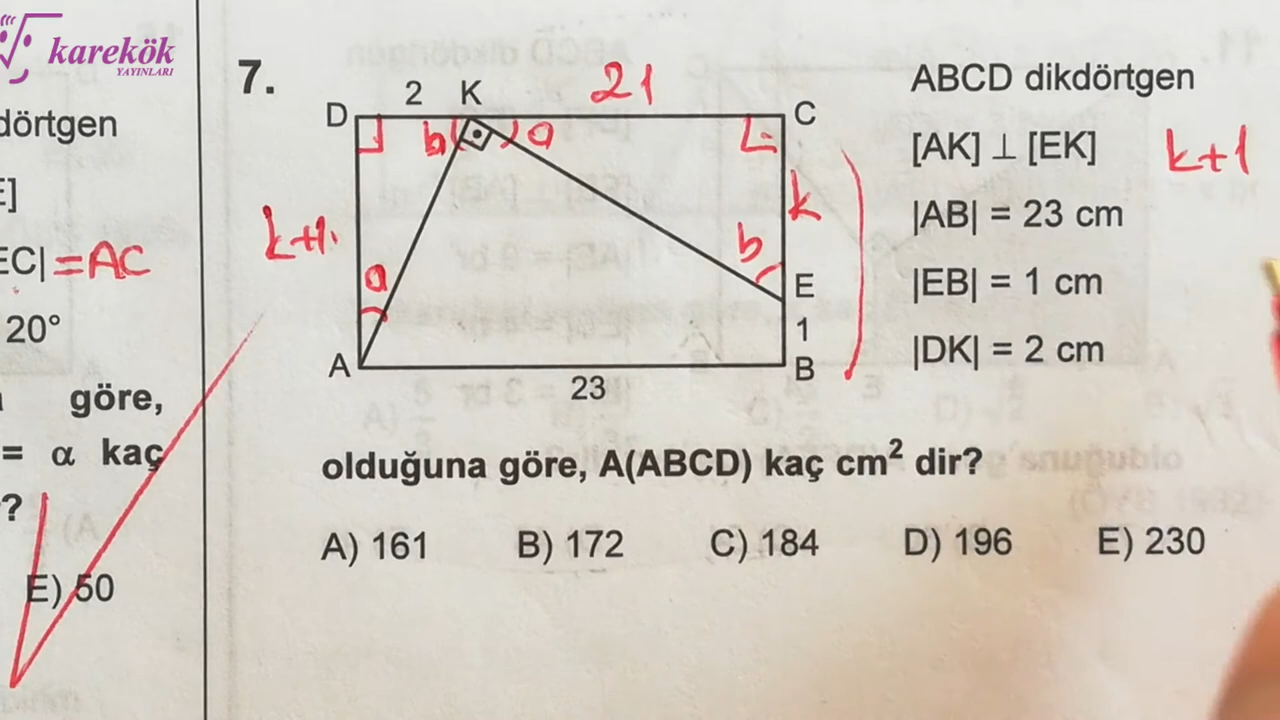 karekök
YAYINLARI
dörtgen
E]
EC| = AC
20°
göre,
= α kaç
?
E) 50
7.
D 2 K 21 C
b a
k+1
k
a
b
E
1
A B
23
ABCD dikdörtgen
[AK] ⊥ [EK]
k+1
|AB| = 23 cm
|EB| = 1 cm
|DK| = 2 cm
olduğuna göre, A(ABCD) kaç cm² dir?
A) 161 B) 172 C) 184 D) 196 E) 230